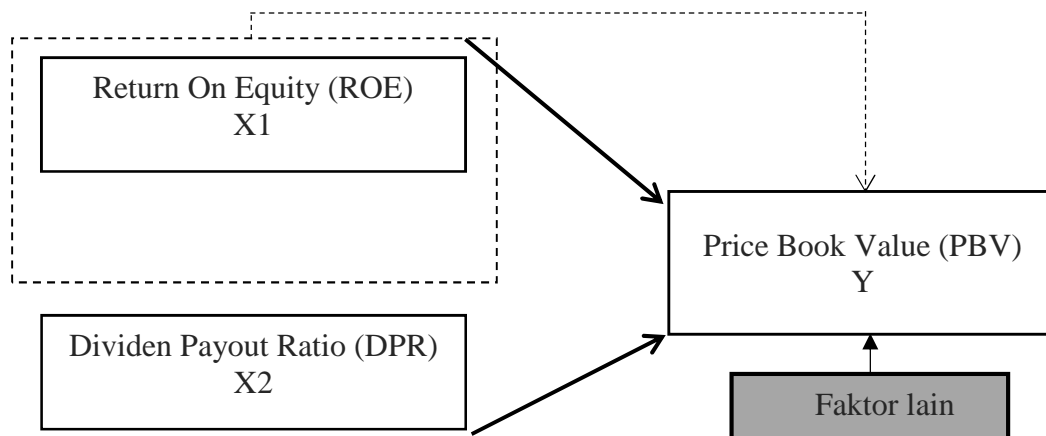 Return On Equity (ROE)
X1
Price Book Value (PBV)
Y
Dividen Payout Ratio (DPR)
X2
Faktor lain